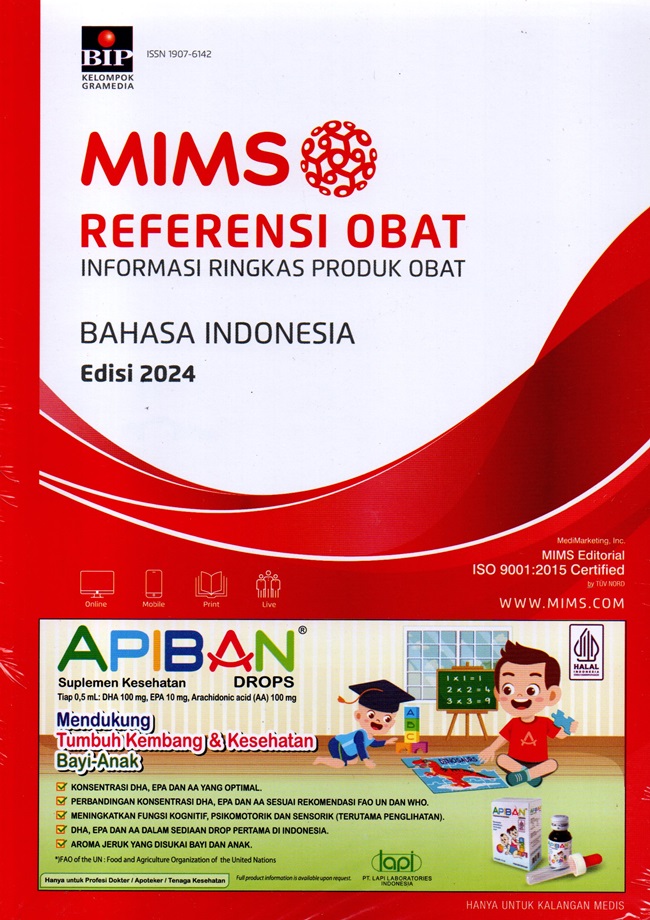 BIP
KELOMPOK
GRAMEDIA
ISSN 1907-6142
MIMS
REFERENSI OBAT
INFORMASI RINGKAS PRODUK OBAT
BAHASA INDONESIA
Edisi 2024
MediMarketing, Inc.
MIMS Editorial
ISO 9001:2015 Certified
by TÜV NORD
Online
Mobile
Print
Live
WWW.MIMS.COM
APIBAN®
Suplemen Kesehatan DROPS
Tiap 0,5 mL: DHA 100 mg, EPA 10 mg, Arachidonic acid (AA) 100 mg
Mendukung
Tumbuh Kembang & Kesehatan
Bayi-Anak
HALAL
INDONESIA
1 x 1 = 1
2 x 2 = 4
3 x 3 = 9
A
B
C
DINOSAURS
KONSENTRASI DHA, EPA DAN AA YANG OPTIMAL.
PERBANDINGAN KONSENTRASI DHA, EPA DAN AA SESUAI REKOMENDASI FAO UN DAN WHO.
MENINGKATKAN FUNGSI KOGNITIF, PSIKOMOTORIK DAN SENSORIK (TERUTAMA PENGLIHATAN).
DHA, EPA DAN AA DALAM SEDIAAN DROP PERTAMA DI INDONESIA.
AROMA JERUK YANG DISUKAI BAYI DAN ANAK.
*)FAO of the UN : Food and Agriculture Organization of the United Nations
APIBAN
APIBAN
lapi
PT. LAPI LABORATORIES
INDONESIA
Hanya untuk Profesi Dokter / Apoteker / Tenaga Kesehatan
Full product information is available upon request.
HANYA UNTUK KALANGAN MEDIS